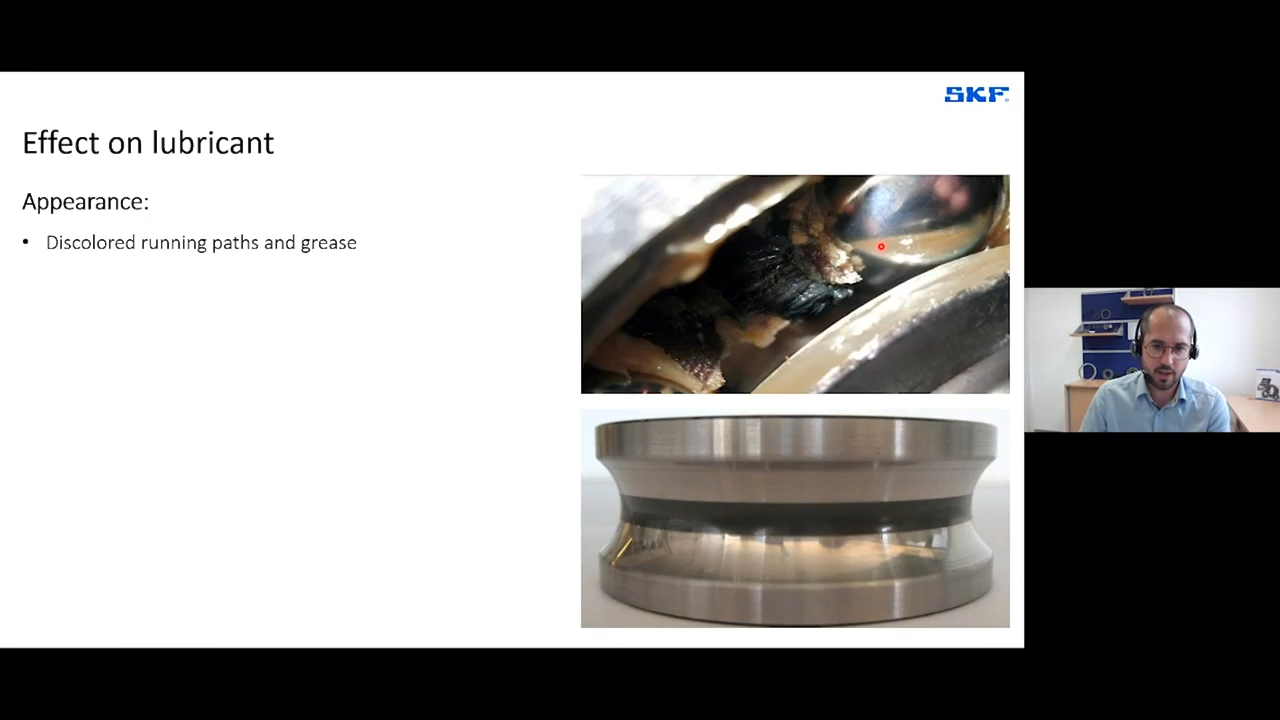 SKF
Effect on lubricant
Appearance:
• Discolored running paths and grease